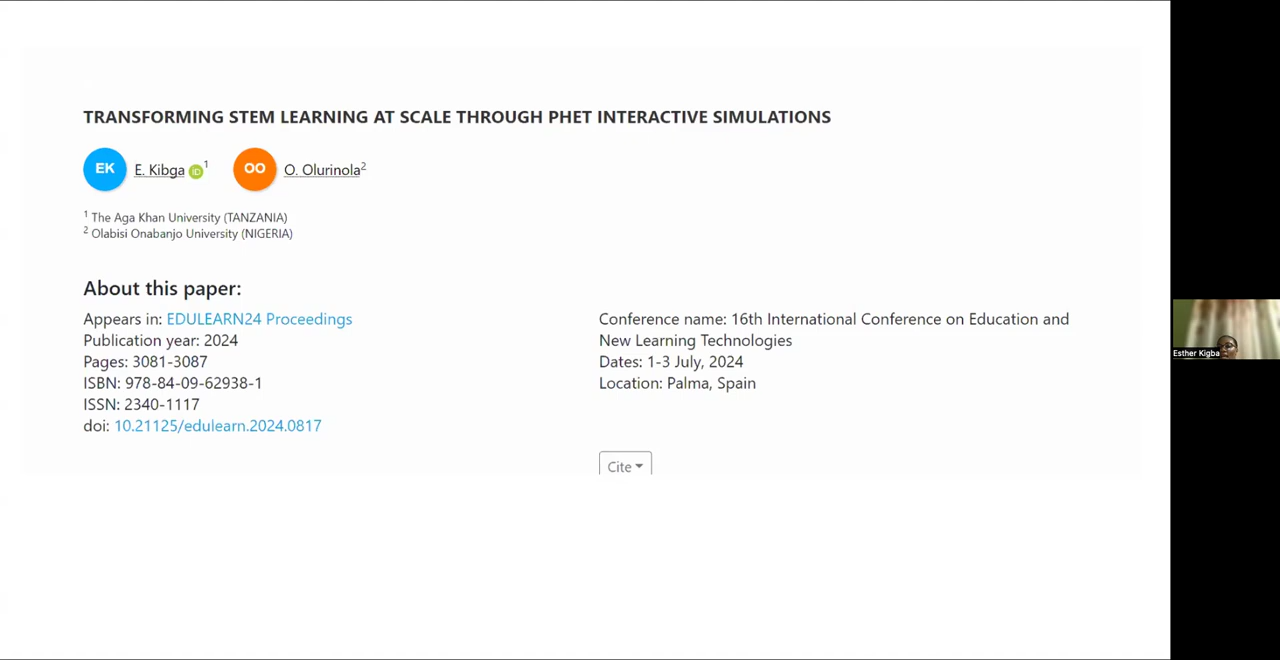 TRANSFORMING STEM LEARNING AT SCALE THROUGH PHET INTERACTIVE SIMULATIONS
EK E. Kibga iD 1 OO O. Olurinola2
1 The Aga Khan University (TANZANIA)
2 Olabisi Onabanjo University (NIGERIA)
About this paper:
Appears in: EDULEARN24 Proceedings
Publication year: 2024
Pages: 3081-3087
ISBN: 978-84-09-62938-1
ISSN: 2340-1117
doi: 10.21125/edulearn.2024.0817
Conference name: 16th International Conference on Education and
New Learning Technologies
Dates: 1-3 July, 2024
Location: Palma, Spain
Cite
Esther Kigba